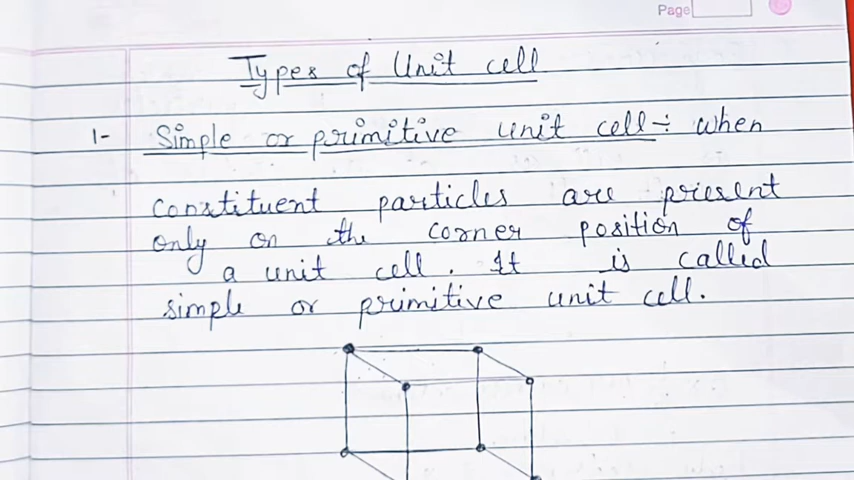 Page
Types of Unit cell
1- Simple or primitive unit cell÷ when
constituent particles are present
only on the corner position of
a unit cell. It is called
simple or primitive unit cell.